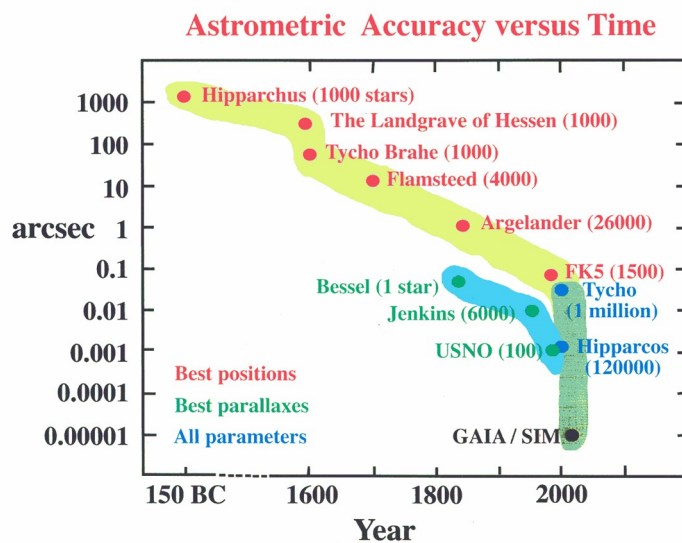 Astrometric Accuracy versus Time
1000
100
10
1
arcsec
0.1
0.01
0.001
0.0001
0.00001
Hipparchus (1000 stars)
The Landgrave of Hessen (1000)
Tycho Brahe (1000)
Flamsteed (4000)
Argelander (26000)
FK5 (1500)
Bessel (1 star)
Tycho
(1 million)
Jenkins (6000)
USNO (100)
Hipparcos
(120000)
Best positions
Best parallaxes
All parameters
GAIA / SIM
150 BC
1600
1800
2000
Year